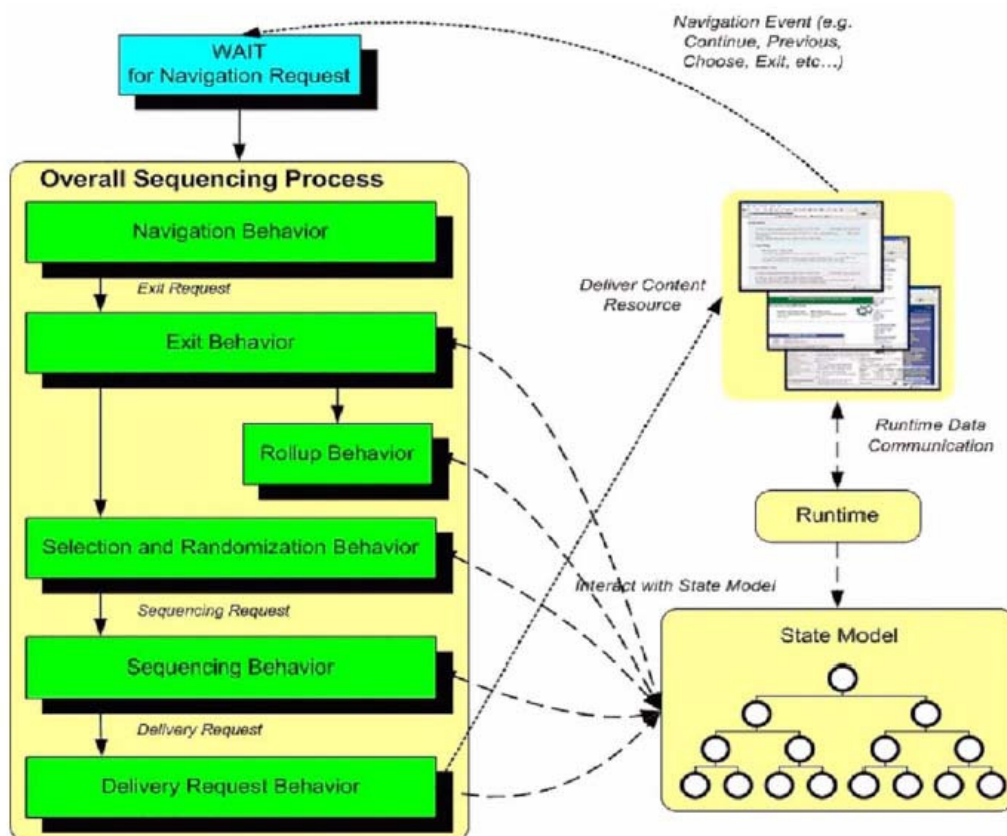 Navigation Event (e.g.
Continue, Previous,
Choose, Exit, etc...)
WAIT
for Navigation Request
Overall Sequencing Process
Navigation Behavior
Exit Request
Exit Behavior
Rollup Behavior
Selection and Randomization Behavior
Sequencing Request
Sequencing Behavior
Delivery Request
Delivery Request Behavior
Deliver Content
Resource
Runtime Data
Communication
Runtime
Interact with State Model
State Model